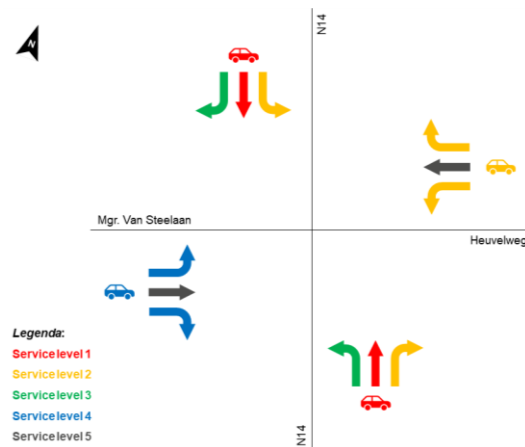 N
N14
Mgr. Van Steelaan
Heuvelweg
Legenda:
Service level 1
Service level 2
Service level 3
Service level 4
Service level 5
N14